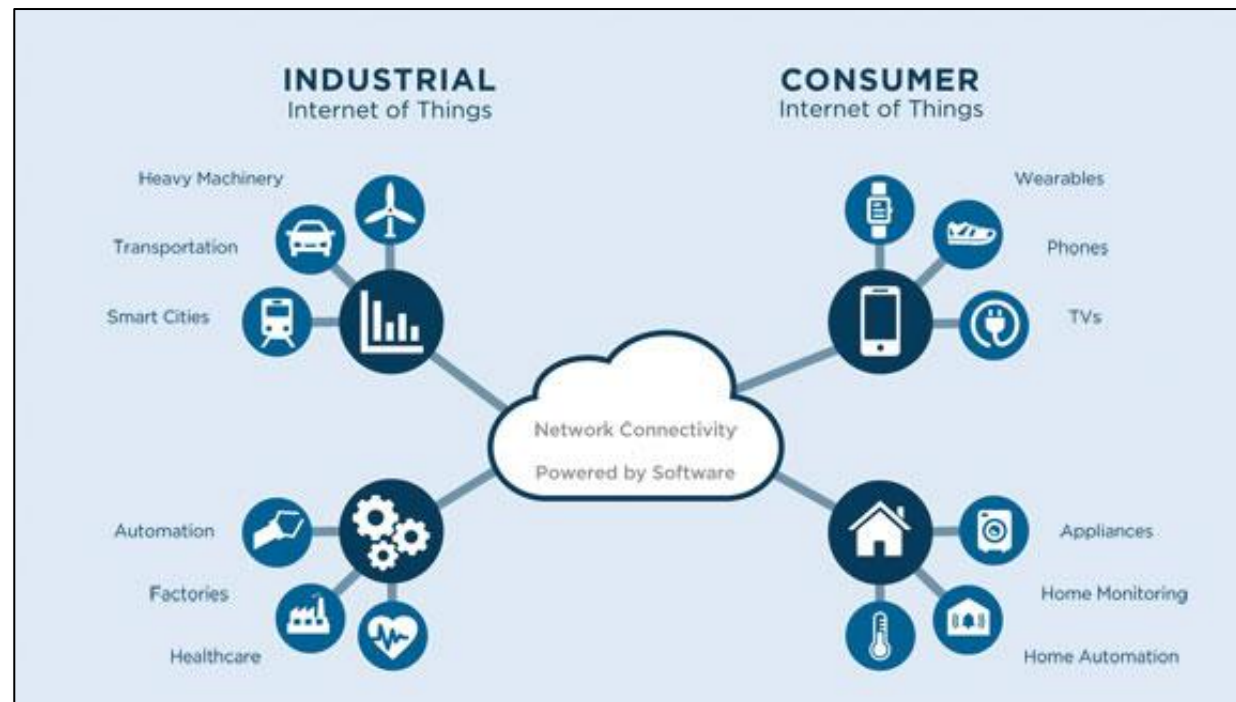 INDUSTRIAL
Internet of Things
CONSUMER
Internet of Things
Heavy Machinery
Transportation
Smart Cities
Wearables
Phones
TVs
Network Connectivity
Powered by Software
Automation
Factories
Healthcare
Appliances
Home Monitoring
Home Automation